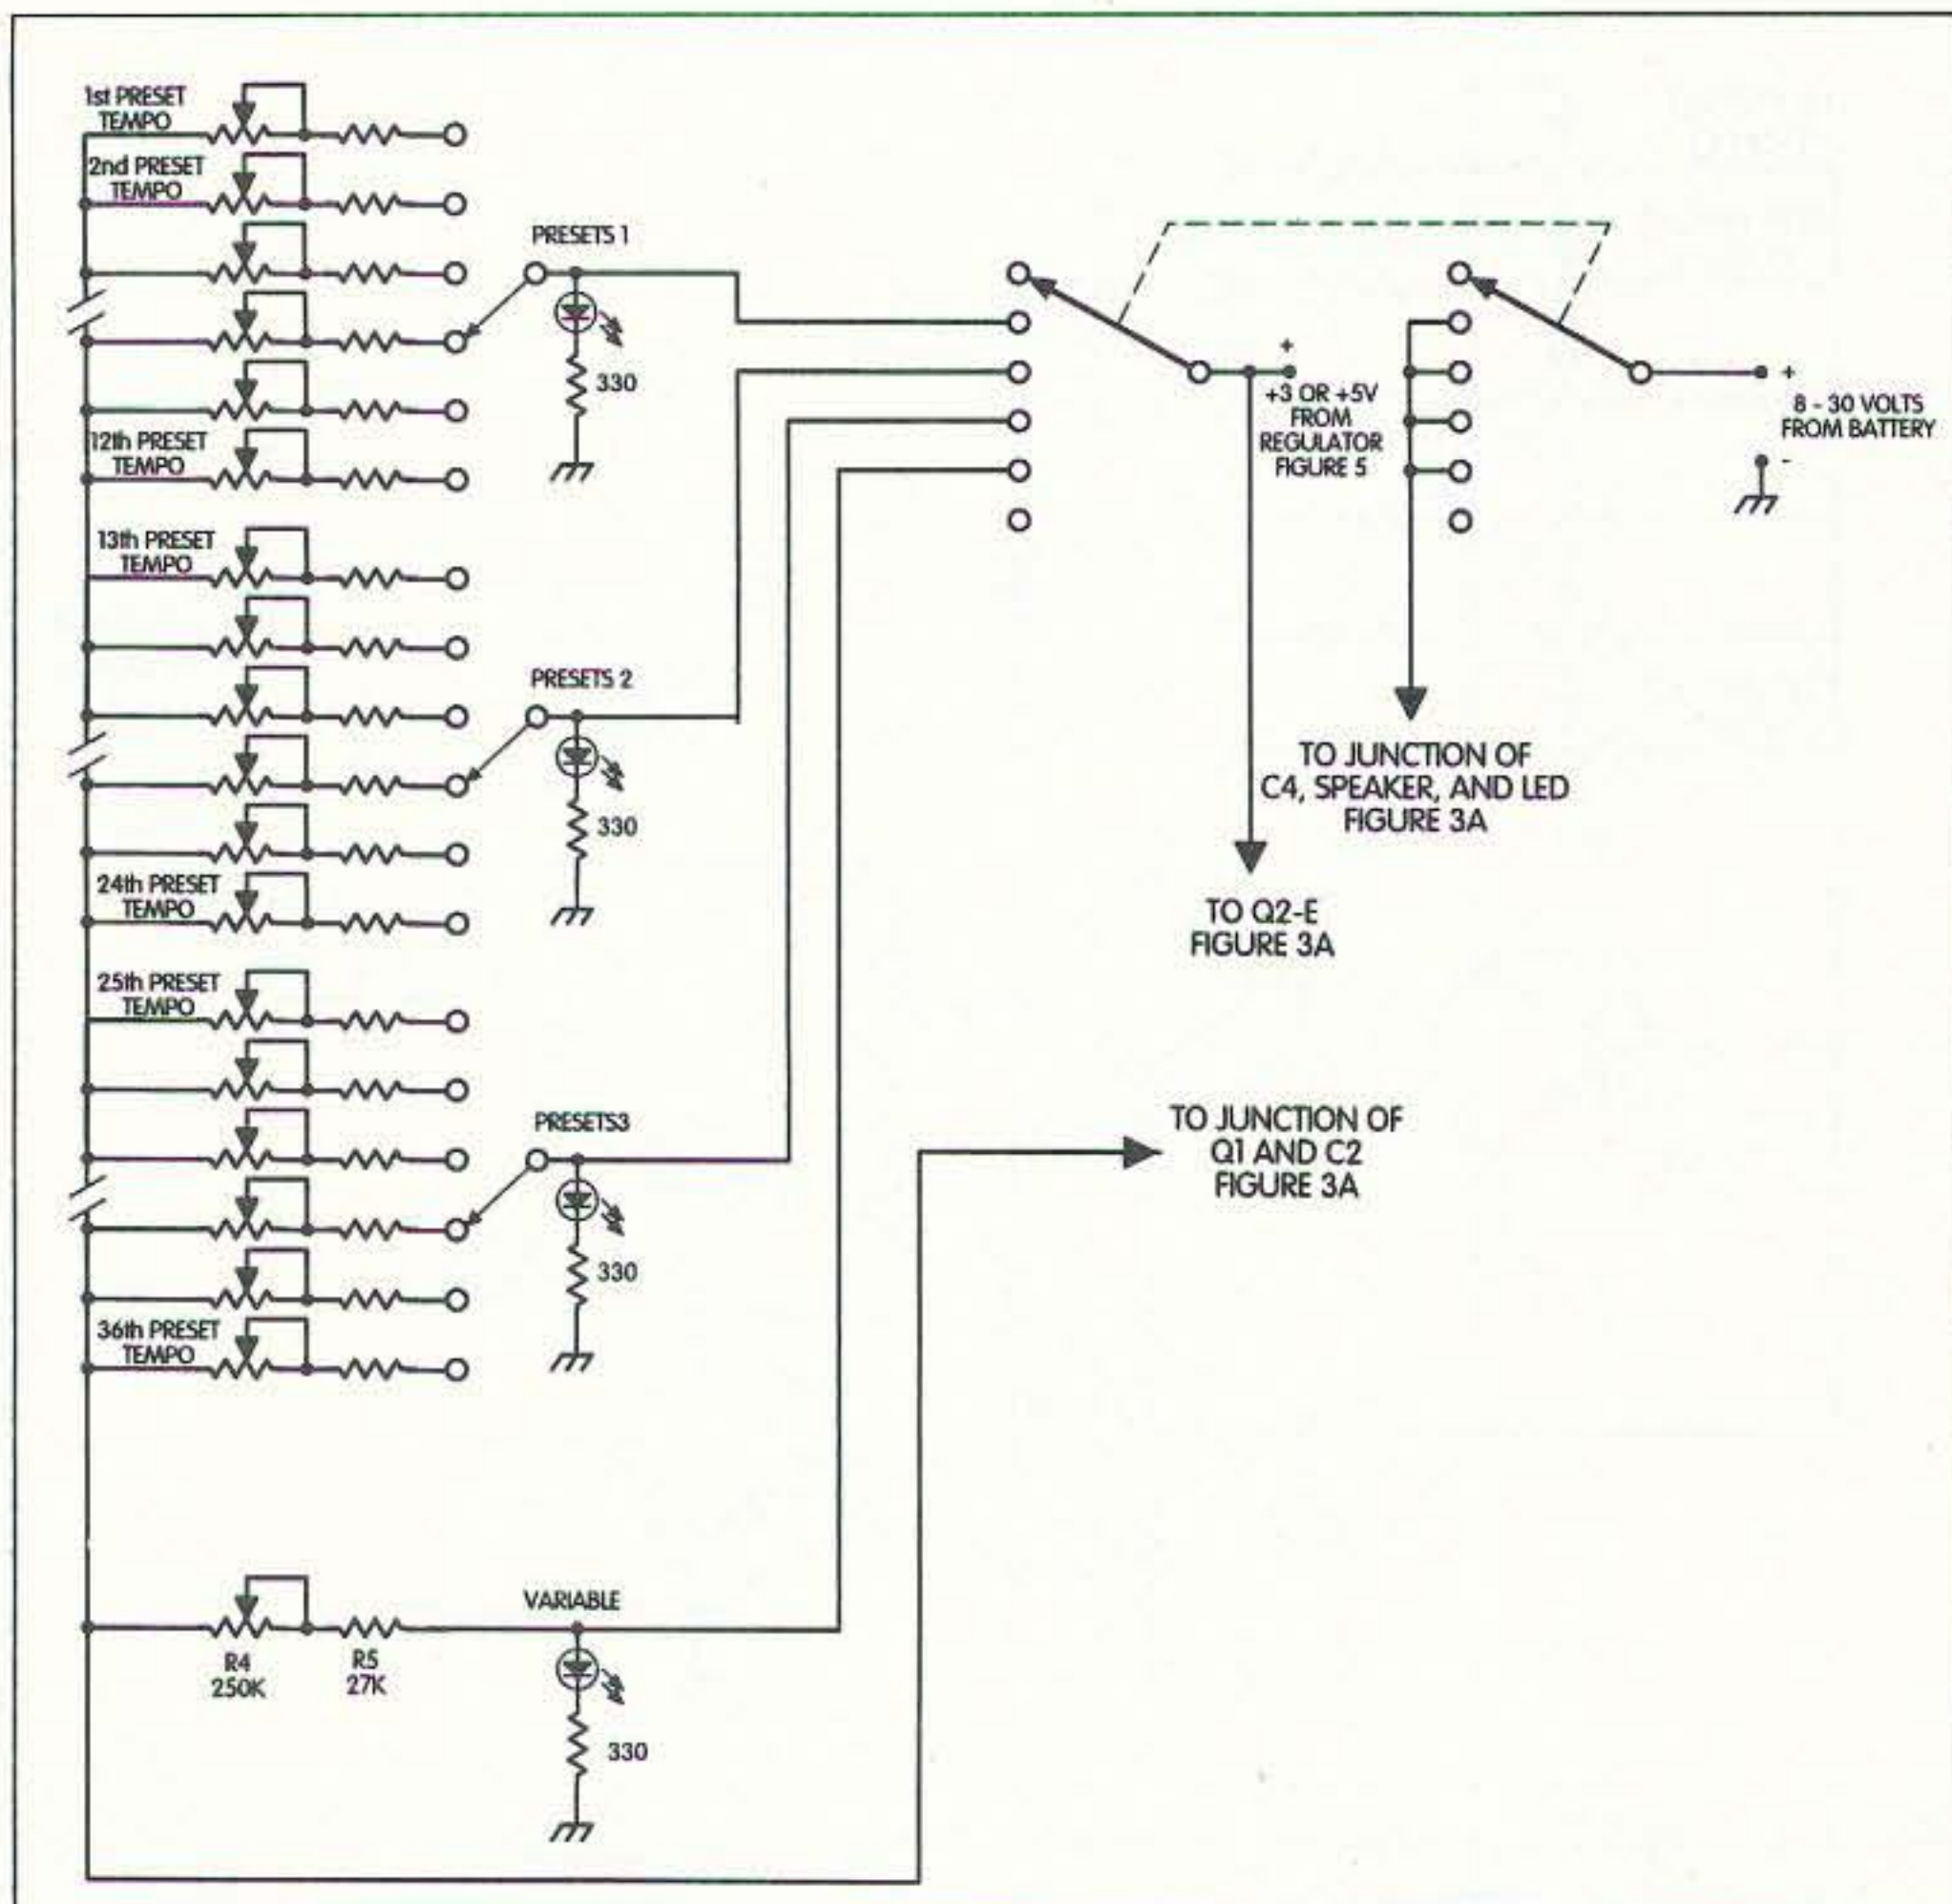 1st PRESET
TEMPO
2nd PRESET
TEMPO
12th PRESET
TEMPO
PRESETS 1
330
13th PRESET
TEMPO
24th PRESET
TEMPO
PRESETS 2
330
25th PRESET
TEMPO
36th PRESET
TEMPO
PRESETS3
330
VARIABLE
R4
250K
R5
27K
330
+
+3 OR +5V
FROM
REGULATOR
FIGURE 5
+
8 - 30 VOLTS
FROM BATTERY
-
TO JUNCTION OF
C4, SPEAKER, AND LED
FIGURE 3A
TO Q2-E
FIGURE 3A
TO JUNCTION OF
Q1 AND C2
FIGURE 3A